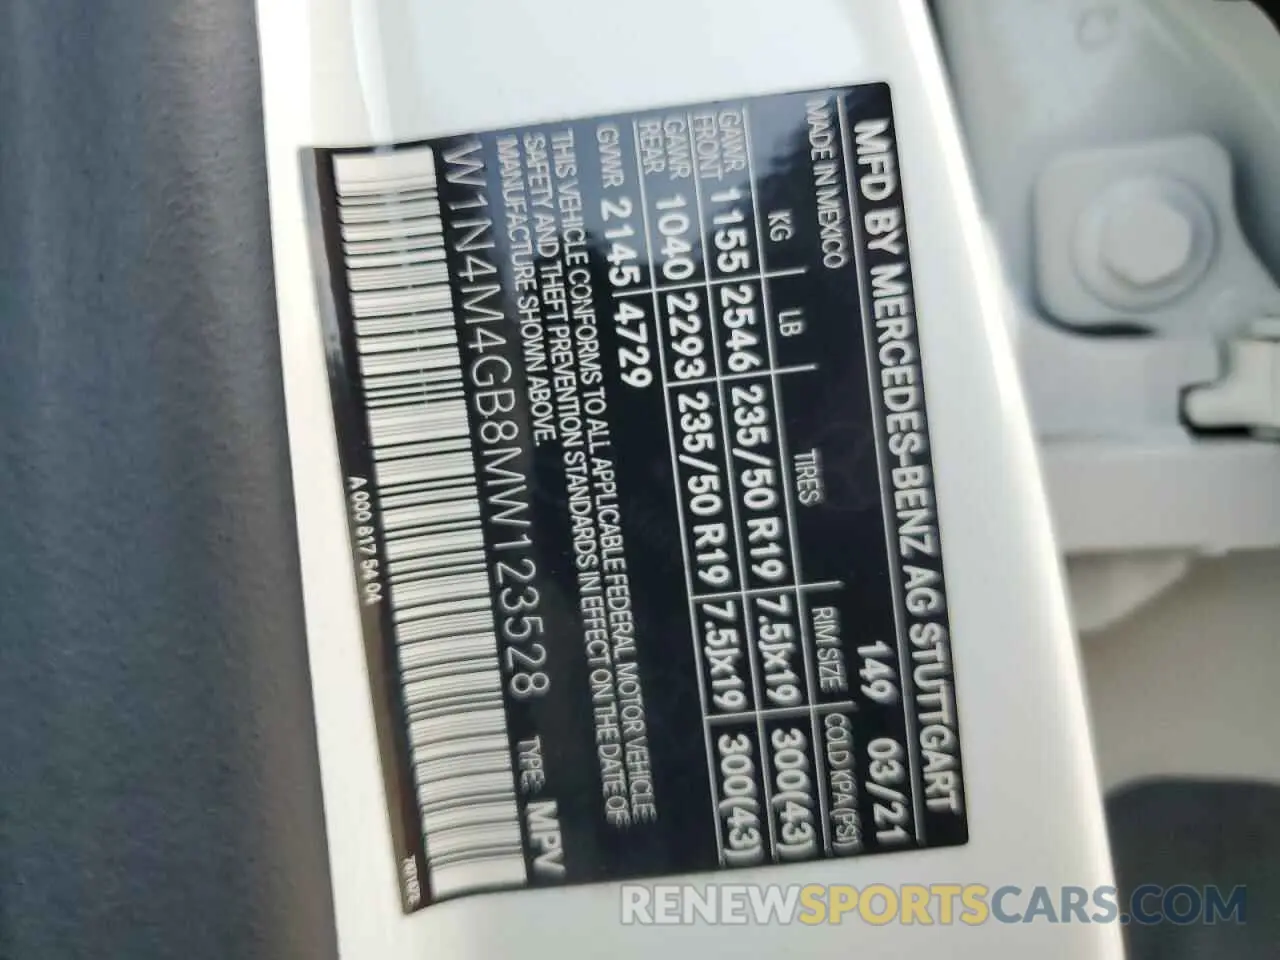 MFD BY MERCEDES-BENZ AG STUTTGART
MADE IN MEXICO 149 03/21
KG LB TIRES RIM SIZE COLD KPA(PSI)
GAWR FRONT 1155 2546 235/50 R19 7.5Jx19 300(43)
GAWR REAR 1040 2293 235/50 R19 7.5Jx19 300(43)
GVWR 2145 4729
THIS VEHICLE CONFORMS TO ALL APPLICABLE FEDERAL MOTOR VEHICLE
SAFETY AND THEFT PREVENTION STANDARDS IN EFFECT ON THE DATE OF
MANUFACTURE SHOWN ABOVE.
W1N4M4GB8MW123528 TYPE: MPV
A 000 817 54 04
RENEWSPORTSCARS.COM